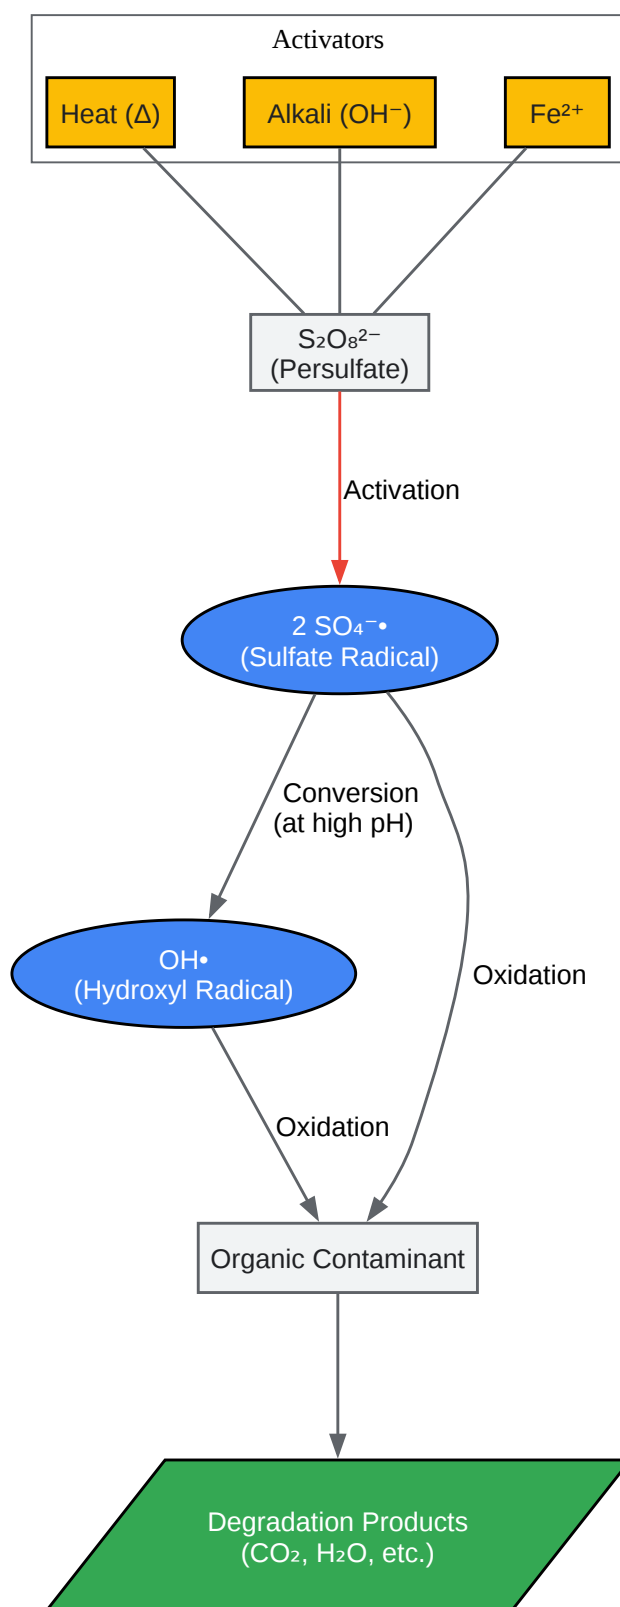 Activators
Heat (Δ)
Alkali (OH⁻)
Fe²⁺
S₂O₈²⁻
(Persulfate)
Activation
2 SO₄⁻•
(Sulfate Radical)
Conversion
(at high pH)
OH•
(Hydroxyl Radical)
Oxidation
Oxidation
Organic Contaminant
Degradation Products
(CO₂, H₂O, etc.)